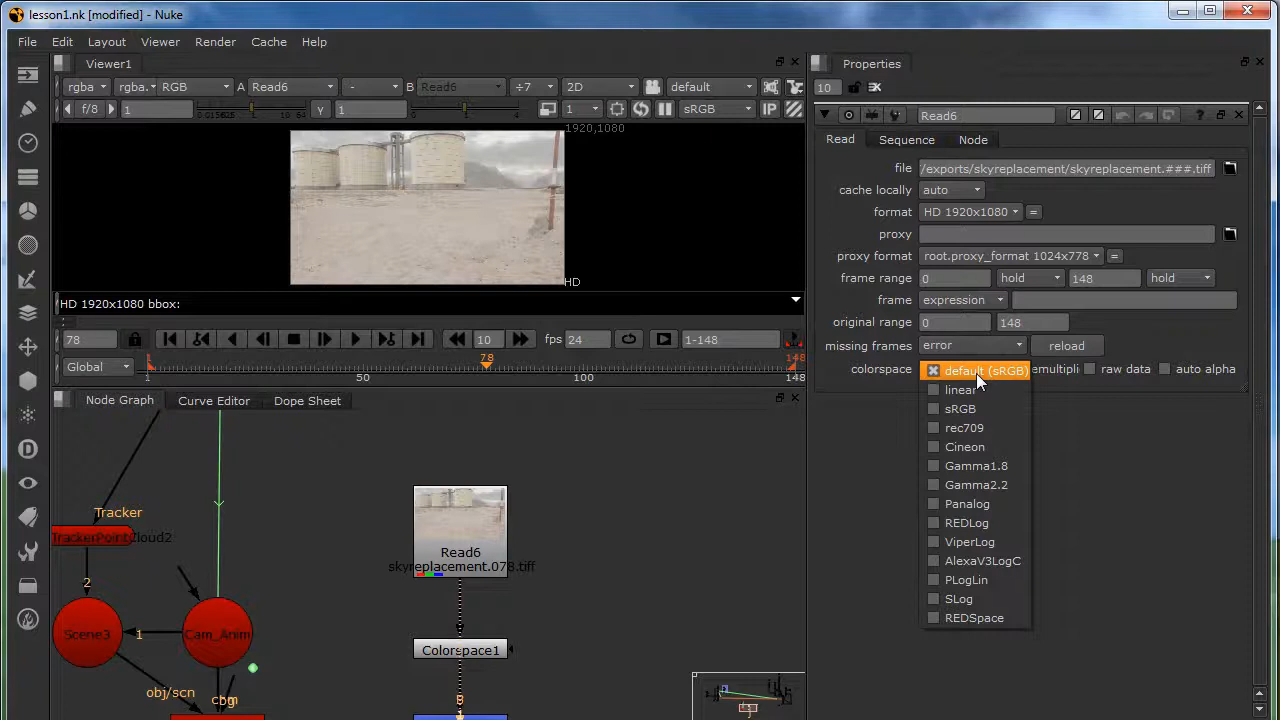 lesson1.nk [modified] - Nuke
File Edit Layout Viewer Render Cache Help
Viewer1
rgba rgba. RGB A Read6 - B Read6 ÷7 2D default
f/8 1 Y 1 1 sRGB IP
1920,1080
HD
HD 1920x1080 bbox:
78 10 fps 24 1-148
Global 1 78 148
1 50 100 148
Node Graph Curve Editor Dope Sheet
Tracker
TrackerPointCloud2
2
Scene3
1
Cam_Anim
obj/scn
Read6
skyreplacement.078.tiff
Colorspace1
B
Properties
10
Read6
Read Sequence Node
file /exports/skyreplacement/skyreplacement.###.tiff
cache locally auto
format HD 1920x1080 =
proxy
proxy format root.proxy_format 1024x778 =
frame range 0 hold 148 hold
frame expression
original range 0 148
missing frames error reload
colorspace default (sRGB) emultipli raw data auto alpha
linear
sRGB
rec709
Cineon
Gamma1.8
Gamma2.2
Panalog
REDLog
ViperLog
AlexaV3LogC
PLogLin
SLog
REDSpace